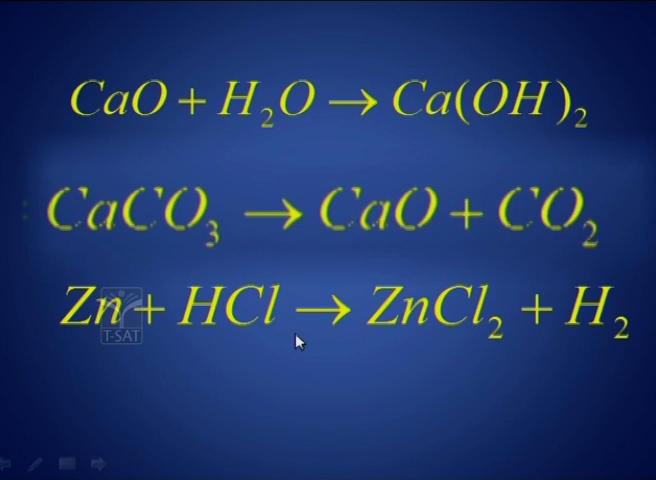 CaO + H₂O → Ca(OH)₂
CaCO₃ → CaO + CO₂
Zn + HCl → ZnCl₂ + H₂
T-SAT